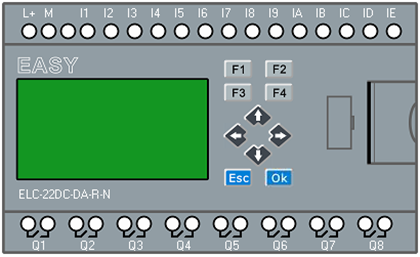 L+ M I1 I2 I3 I4 I5 I6 I7 I8 I9 IA IB IC ID IE
EASY
F1 F2
F3 F4
Esc Ok
ELC-22DC-DA-R-N
Q1 Q2 Q3 Q4 Q5 Q6 Q7 Q8